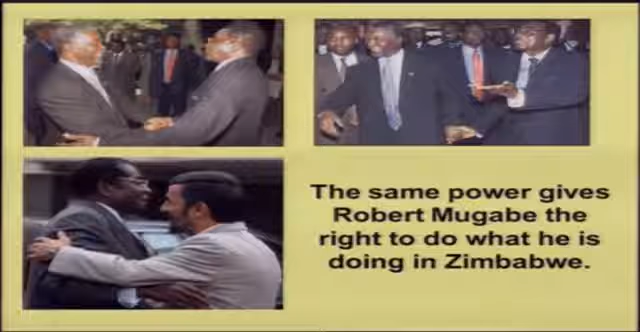 The same power gives
Robert Mugabe the
right to do what he is
doing in Zimbabwe.